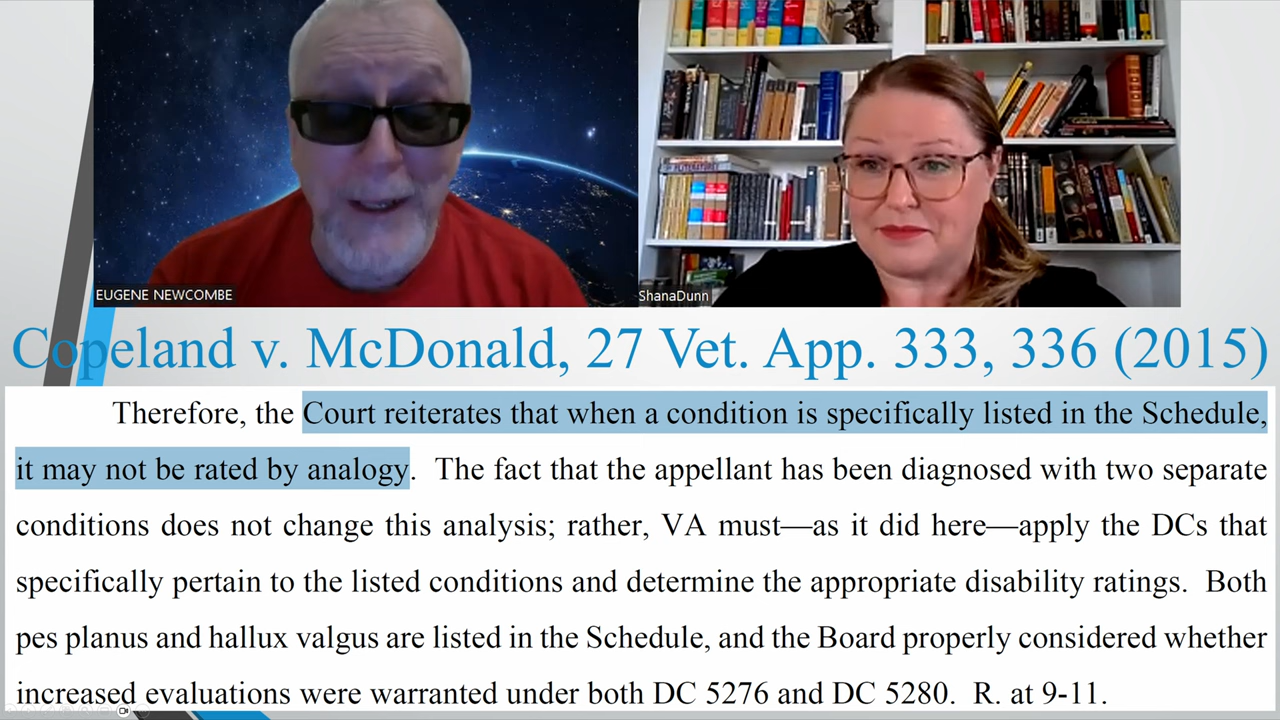 EUGENE NEWCOMBE
ShanaDunn
Copeland v. McDonald, 27 Vet. App. 333, 336 (2015)
Therefore, the Court reiterates that when a condition is specifically listed in the Schedule,
it may not be rated by analogy. The fact that the appellant has been diagnosed with two separate
conditions does not change this analysis; rather, VA must—as it did here—apply the DCs that
specifically pertain to the listed conditions and determine the appropriate disability ratings. Both
pes planus and hallux valgus are listed in the Schedule, and the Board properly considered whether
increased evaluations were warranted under both DC 5276 and DC 5280. R. at 9-11.